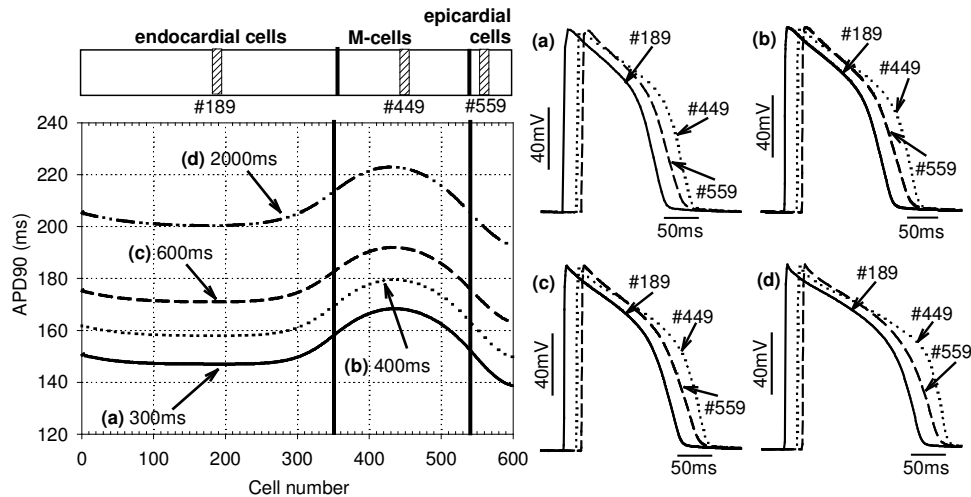 endocardial cells
M-cells
epicardial
cells
#189
#449
#559
240
220
200
180
160
140
120
APD90 (ms)
(d) 2000ms
(c) 600ms
(b) 400ms
(a) 300ms
0
100
200
300
400
500
600
Cell number
(a)
#189
#449
#559
40mV
50ms
(b)
#189
#449
#559
40mV
50ms
(c)
#189
#449
#559
40mV
50ms
(d)
#189
#449
#559
40mV
50ms